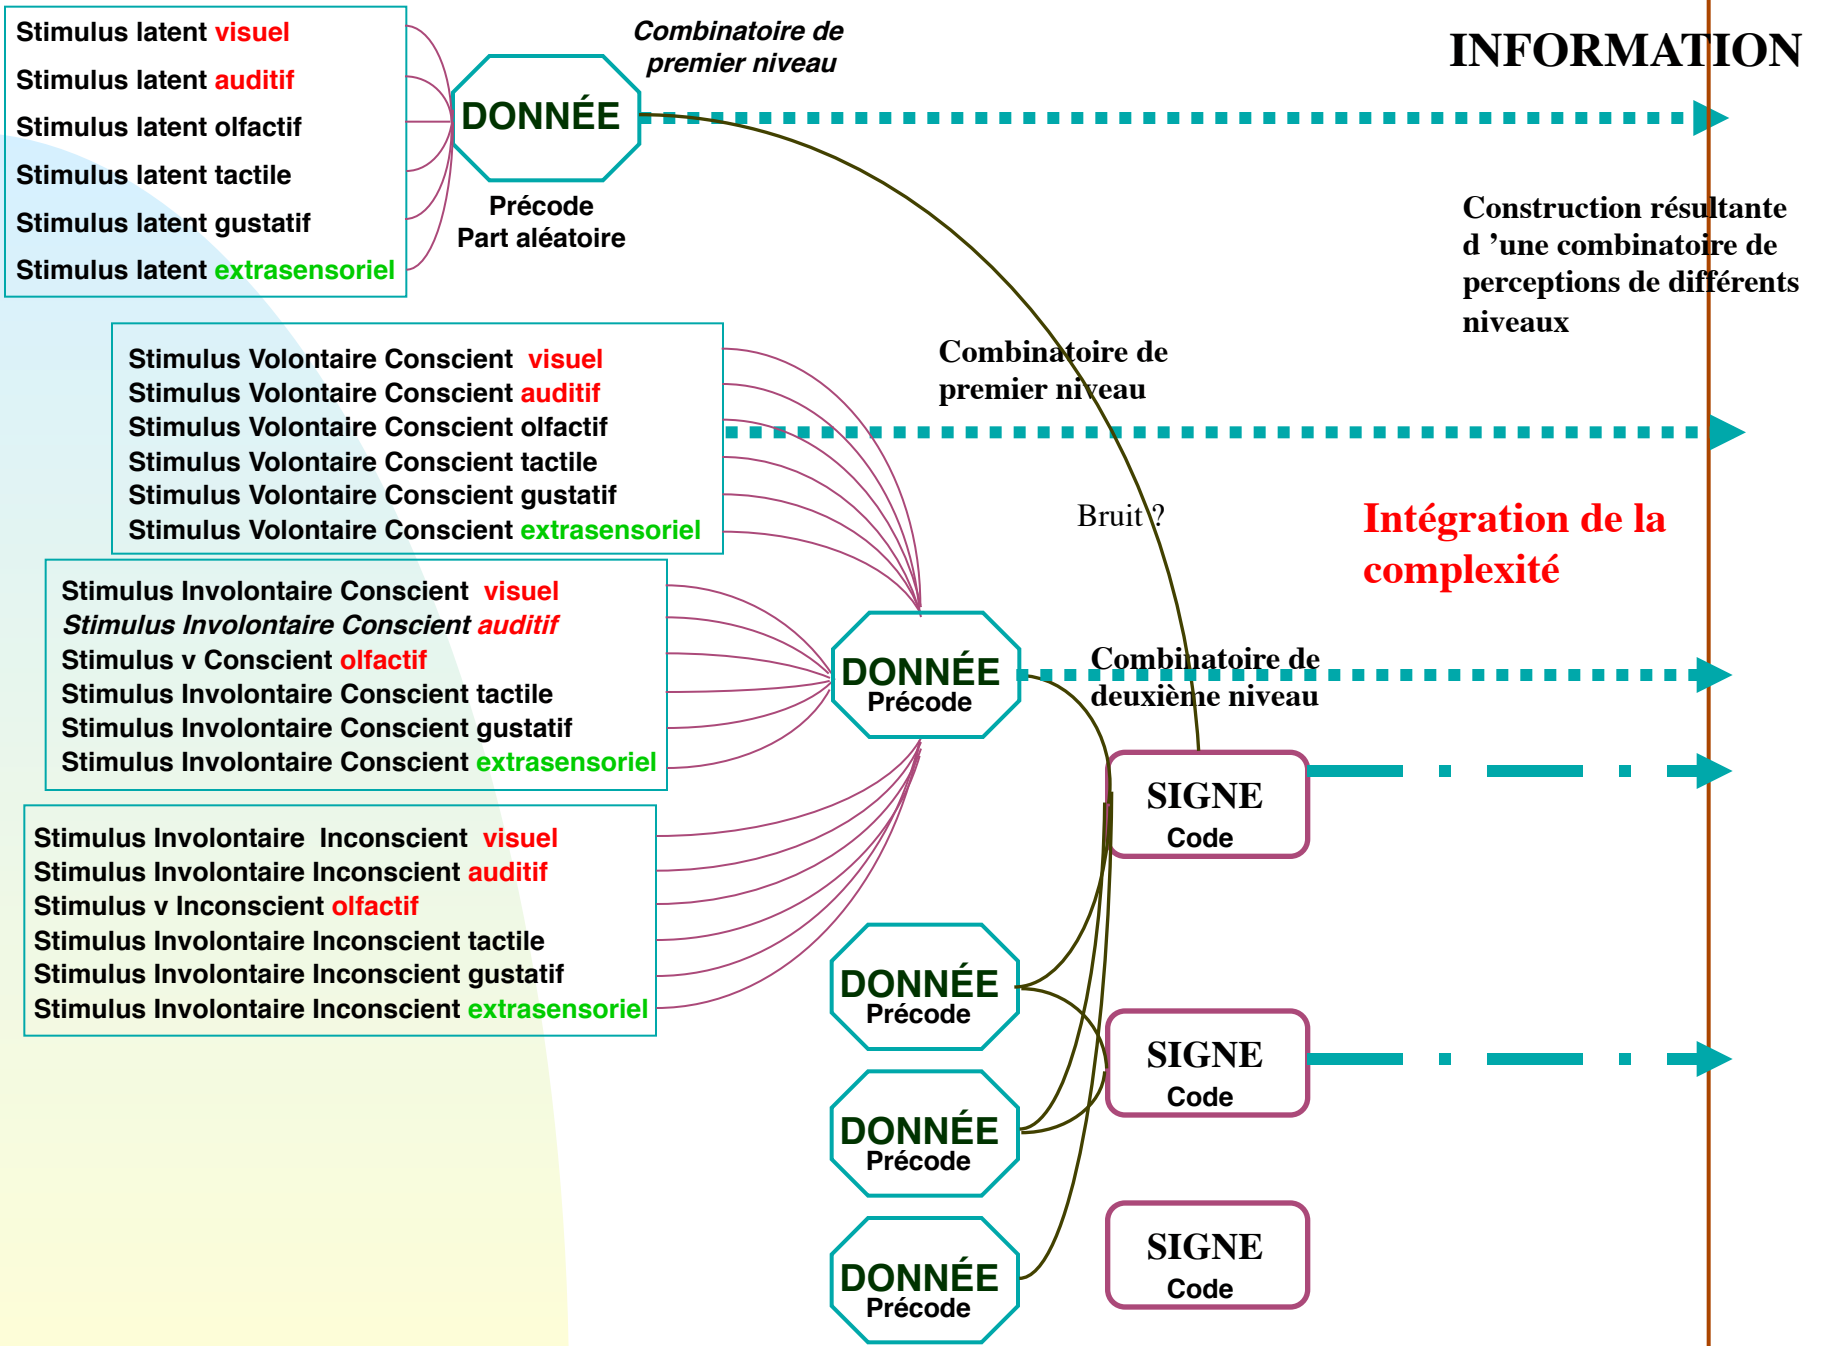 Stimulus latent visuel
Stimulus latent auditif
Stimulus latent olfactif
Stimulus latent tactile
Stimulus latent gustatif
Stimulus latent extrasensoriel
DONNÉE
Précode
Part aléatoire
Combinatoire de
premier niveau
INFORMATION
Construction résultante
d ’une combinatoire de
perceptions de différents
niveaux
Stimulus Volontaire Conscient visuel
Stimulus Volontaire Conscient auditif
Stimulus Volontaire Conscient olfactif
Stimulus Volontaire Conscient tactile
Stimulus Volontaire Conscient gustatif
Stimulus Volontaire Conscient extrasensoriel
Combinatoire de
premier niveau
Bruit ?
Intégration de la
complexité
Stimulus Involontaire Conscient visuel
Stimulus Involontaire Conscient auditif
Stimulus v Conscient olfactif
Stimulus Involontaire Conscient tactile
Stimulus Involontaire Conscient gustatif
Stimulus Involontaire Conscient extrasensoriel
DONNÉE
Précode
Combinatoire de
deuxième niveau
SIGNE
Code
Stimulus Involontaire Inconscient visuel
Stimulus Involontaire Inconscient auditif
Stimulus v Inconscient olfactif
Stimulus Involontaire Inconscient tactile
Stimulus Involontaire Inconscient gustatif
Stimulus Involontaire Inconscient extrasensoriel
DONNÉE
Précode
SIGNE
Code
DONNÉE
Précode
SIGNE
Code
DONNÉE
Précode